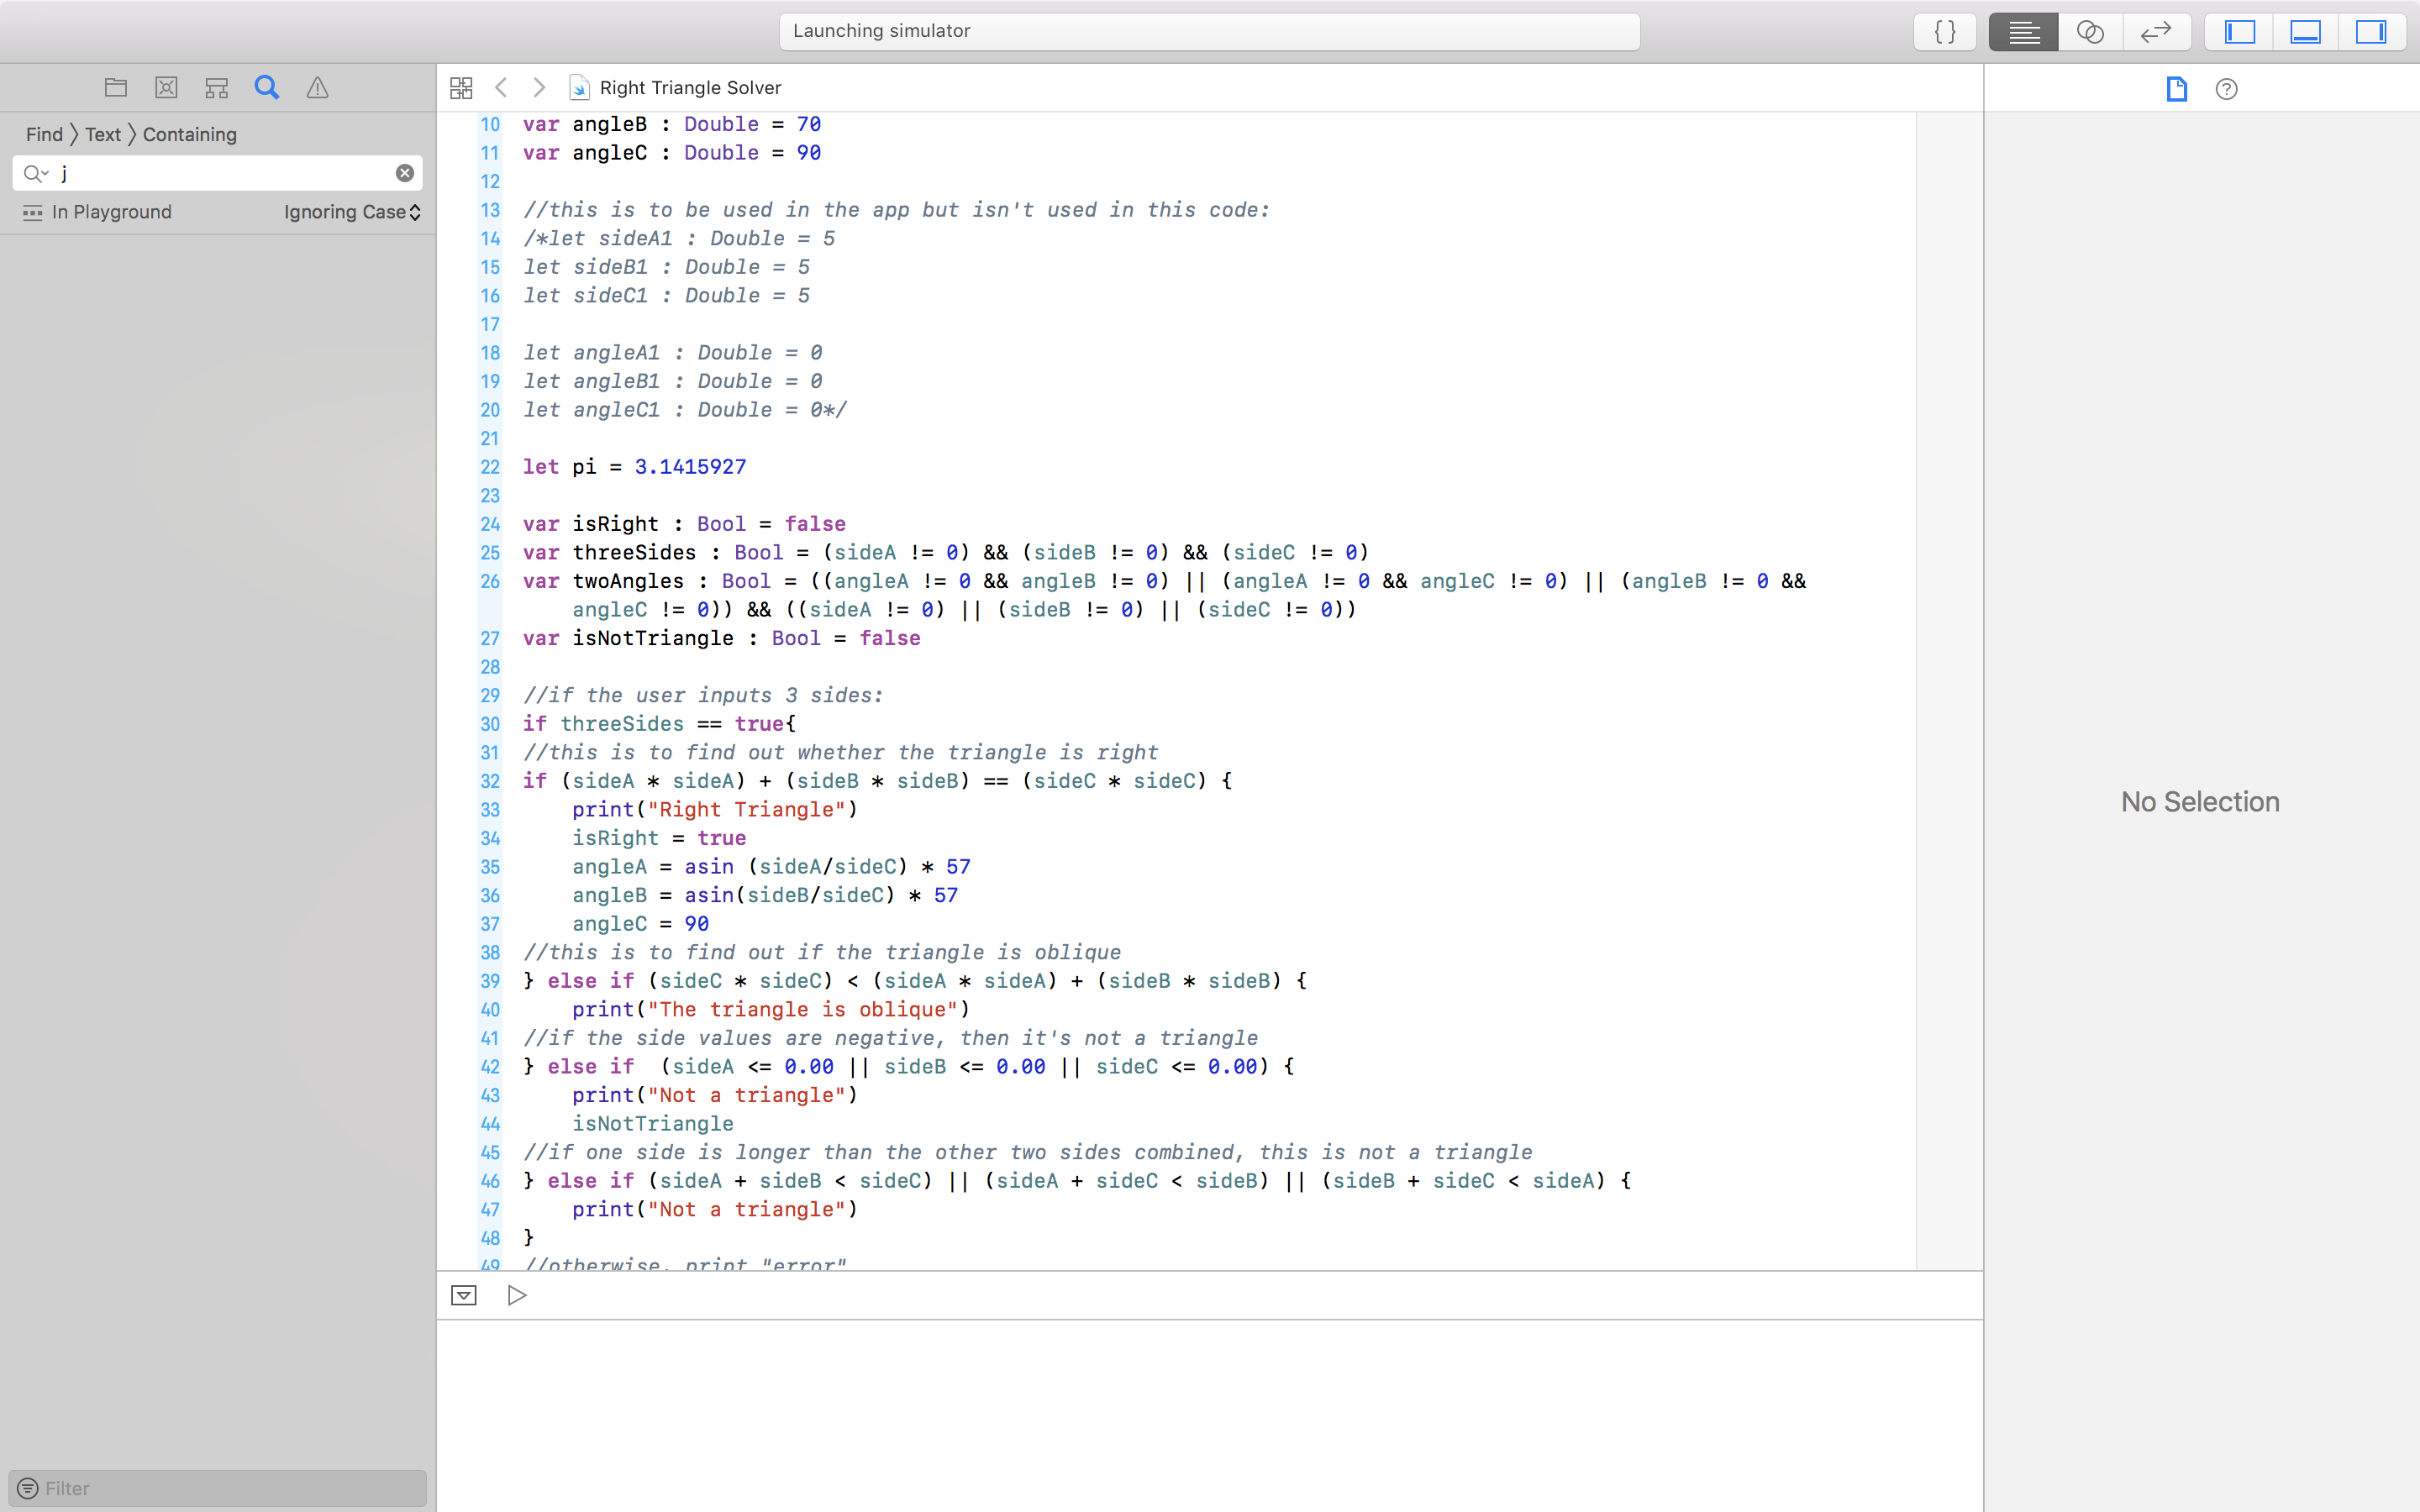 Launching simulator
{ }
Right Triangle Solver
Find 〉Text 〉Containing
j
In Playground Ignoring Case
10 var angleB : Double = 70
11 var angleC : Double = 90
12
13 //this is to be used in the app but isn't used in this code:
14 /*let sideA1 : Double = 5
15 let sideB1 : Double = 5
16 let sideC1 : Double = 5
17
18 let angleA1 : Double = 0
19 let angleB1 : Double = 0
20 let angleC1 : Double = 0*/
21
22 let pi = 3.1415927
23
24 var isRight : Bool = false
25 var threeSides : Bool = (sideA != 0) && (sideB != 0) && (sideC != 0)
26 var twoAngles : Bool = ((angleA != 0 && angleB != 0) || (angleA != 0 && angleC != 0) || (angleB != 0 &&
angleC != 0)) && ((sideA != 0) || (sideB != 0) || (sideC != 0))
27 var isNotTriangle : Bool = false
28
29 //if the user inputs 3 sides:
30 if threeSides == true{
31 //this is to find out whether the triangle is right
32 if (sideA * sideA) + (sideB * sideB) == (sideC * sideC) {
33 print("Right Triangle")
34 isRight = true
35 angleA = asin (sideA/sideC) * 57
36 angleB = asin(sideB/sideC) * 57
37 angleC = 90
38 //this is to find out if the triangle is oblique
39 } else if (sideC * sideC) < (sideA * sideA) + (sideB * sideB) {
40 print("The triangle is oblique")
41 //if the side values are negative, then it's not a triangle
42 } else if  (sideA <= 0.00 || sideB <= 0.00 || sideC <= 0.00) {
43 print("Not a triangle")
44 isNotTriangle
45 //if one side is longer than the other two sides combined, this is not a triangle
46 } else if (sideA + sideB < sideC) || (sideA + sideC < sideB) || (sideB + sideC < sideA) {
47 print("Not a triangle")
48 }
49 //otherwise, print "error"
No Selection
Filter